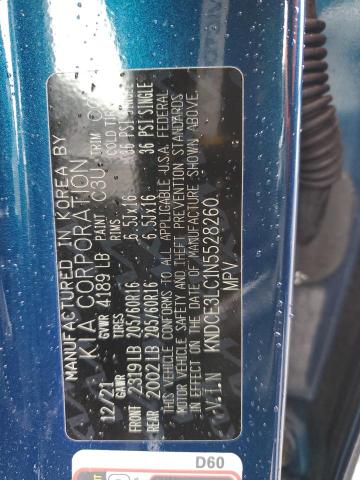 MANUFACTURED IN KOREA BY
KIA CORPORATION
12/21 GVWR 4189 LB PAINT C3U TRIM
GAWR TIRES RIMS COLD TIRE
FRONT 2319 LB 205/60R16 6.5Jx16 36 PSI SINGLE
REAR 2002 LB 205/60R16 6.5Jx16 36 PSI SINGLE
THIS VEHICLE CONFORMS TO ALL APPLICABLE U.S.A. FEDERAL
MOTOR VEHICLE SAFETY AND THEFT PREVENTION STANDARDS
IN EFFECT ON THE DATE OF MANUFACTURE SHOWN ABOVE.
V.I.N KNDCE3LC1N5528260
MPV
D60